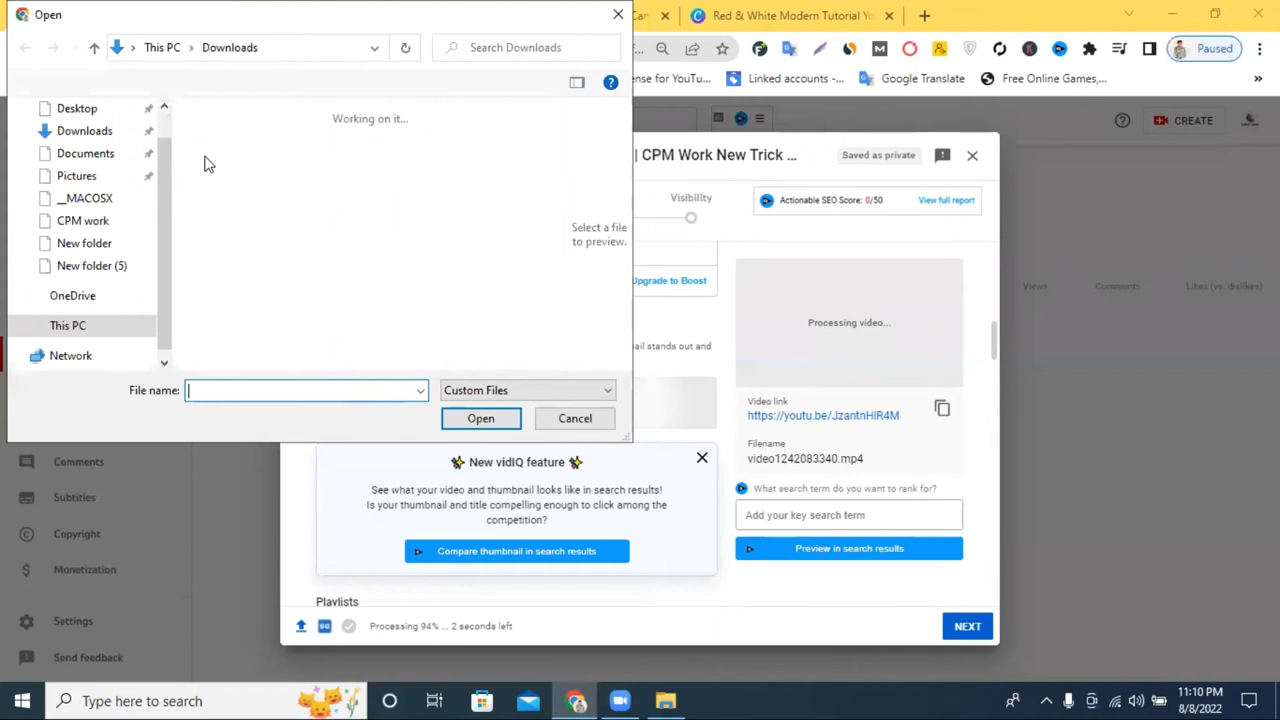 Open
Can
Red & White Modern Tutorial Yo
This PC
Downloads
Search Downloads
Paused
ense for YouTu...
Linked accounts -...
Google Translate
Free Online Games,...
»
Desktop
Downloads
Documents
Pictures
__MACOSX
CPM work
New folder
New folder (5)
OneDrive
This PC
Network
Working on it...
Select a file
to preview.
File name:
Custom Files
Open
Cancel
CREATE
| CPM Work New Trick ...
Saved as private
Visibility
Actionable SEO Score: 0/50
View full report
Upgrade to Boost
Views
Comments
Likes (vs. dislikes)
Processing video...
ail stands out and
Video link
https://youtu.be/JzantnHIR4M
Filename
video1242083340.mp4
New vidIQ feature
See what your video and thumbnail looks like in search results!
Is your thumbnail and title compelling enough to click among the
competition?
Compare thumbnail in search results
What search term do you want to rank for?
Add your key search term
Preview in search results
Playlists
SD
Processing 94% ... 2 seconds left
NEXT
Comments
Subtitles
Copyright
Monetization
Settings
Send feedback
Type here to search
11:10 PM
8/8/2022